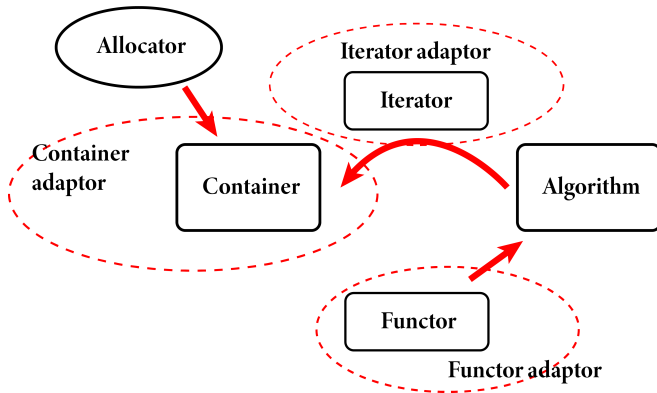 Allocator
Iterator adaptor
Iterator
Container
adaptor
Container
Algorithm
Functor
Functor adaptor